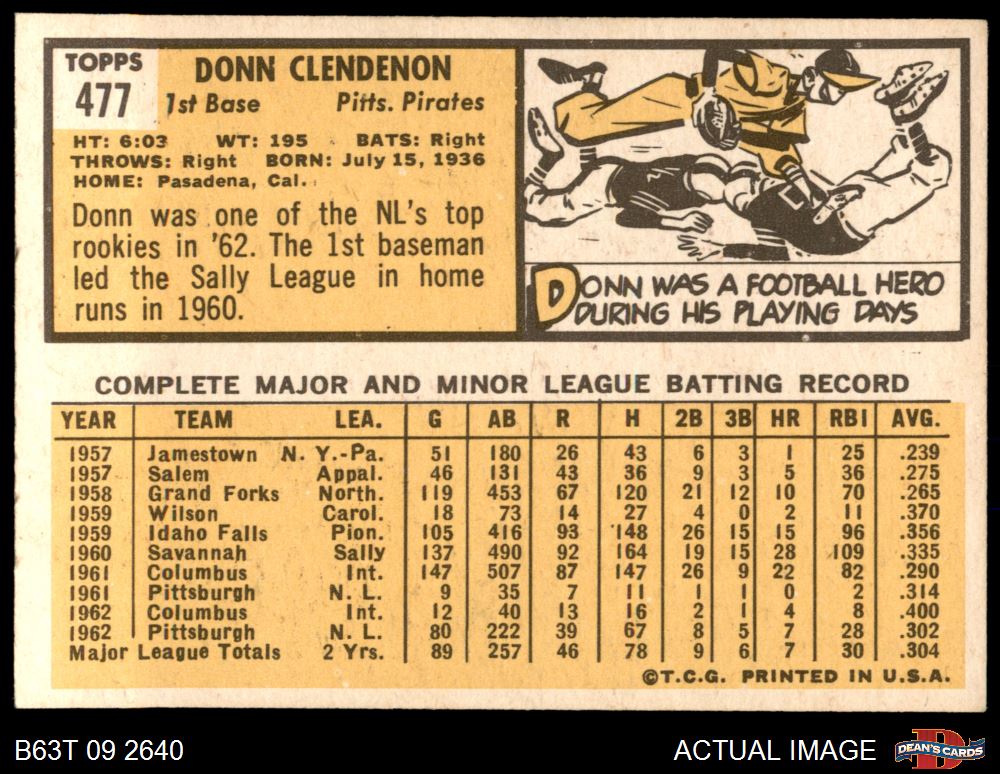 TOPPS
477
DONN CLENDENON
1st Base Pitts. Pirates
HT: 6:03 WT: 195 BATS: Right
THROWS: Right BORN: July 15, 1936
HOME: Pasadena, Cal.
Donn was one of the NL's top
rookies in '62. The 1st baseman
led the Sally League in home
runs in 1960.
DONN WAS A FOOTBALL HERO
DURING HIS PLAYING DAYS
COMPLETE MAJOR AND MINOR LEAGUE BATTING RECORD
YEAR TEAM LEA. G AB R H 2B 3B HR RBI AVG.
1957 Jamestown N. Y.-Pa. 51 180 26 43 6 3 1 25 .239
1957 Salem Appal. 46 131 43 36 9 3 5 36 .275
1958 Grand Forks North. 119 453 67 120 21 12 10 70 .265
1959 Wilson Carol. 18 73 14 27 4 0 2 11 .370
1959 Idaho Falls Pion. 105 416 93 148 26 15 15 96 .356
1960 Savannah Sally 137 490 92 164 19 15 28 109 .335
1961 Columbus Int. 147 507 87 147 26 9 22 82 .290
1961 Pittsburgh N. L. 9 35 7 11 1 1 0 2 .314
1962 Columbus Int. 12 40 13 16 2 1 4 8 .400
1962 Pittsburgh N. L. 80 222 39 67 8 5 7 28 .302
Major League Totals 2 Yrs. 89 257 46 78 9 6 7 30 .304
©T.C.G. PRINTED IN U.S.A.
B63T 09 2640
ACTUAL IMAGE
D
DEAN'S CARDS